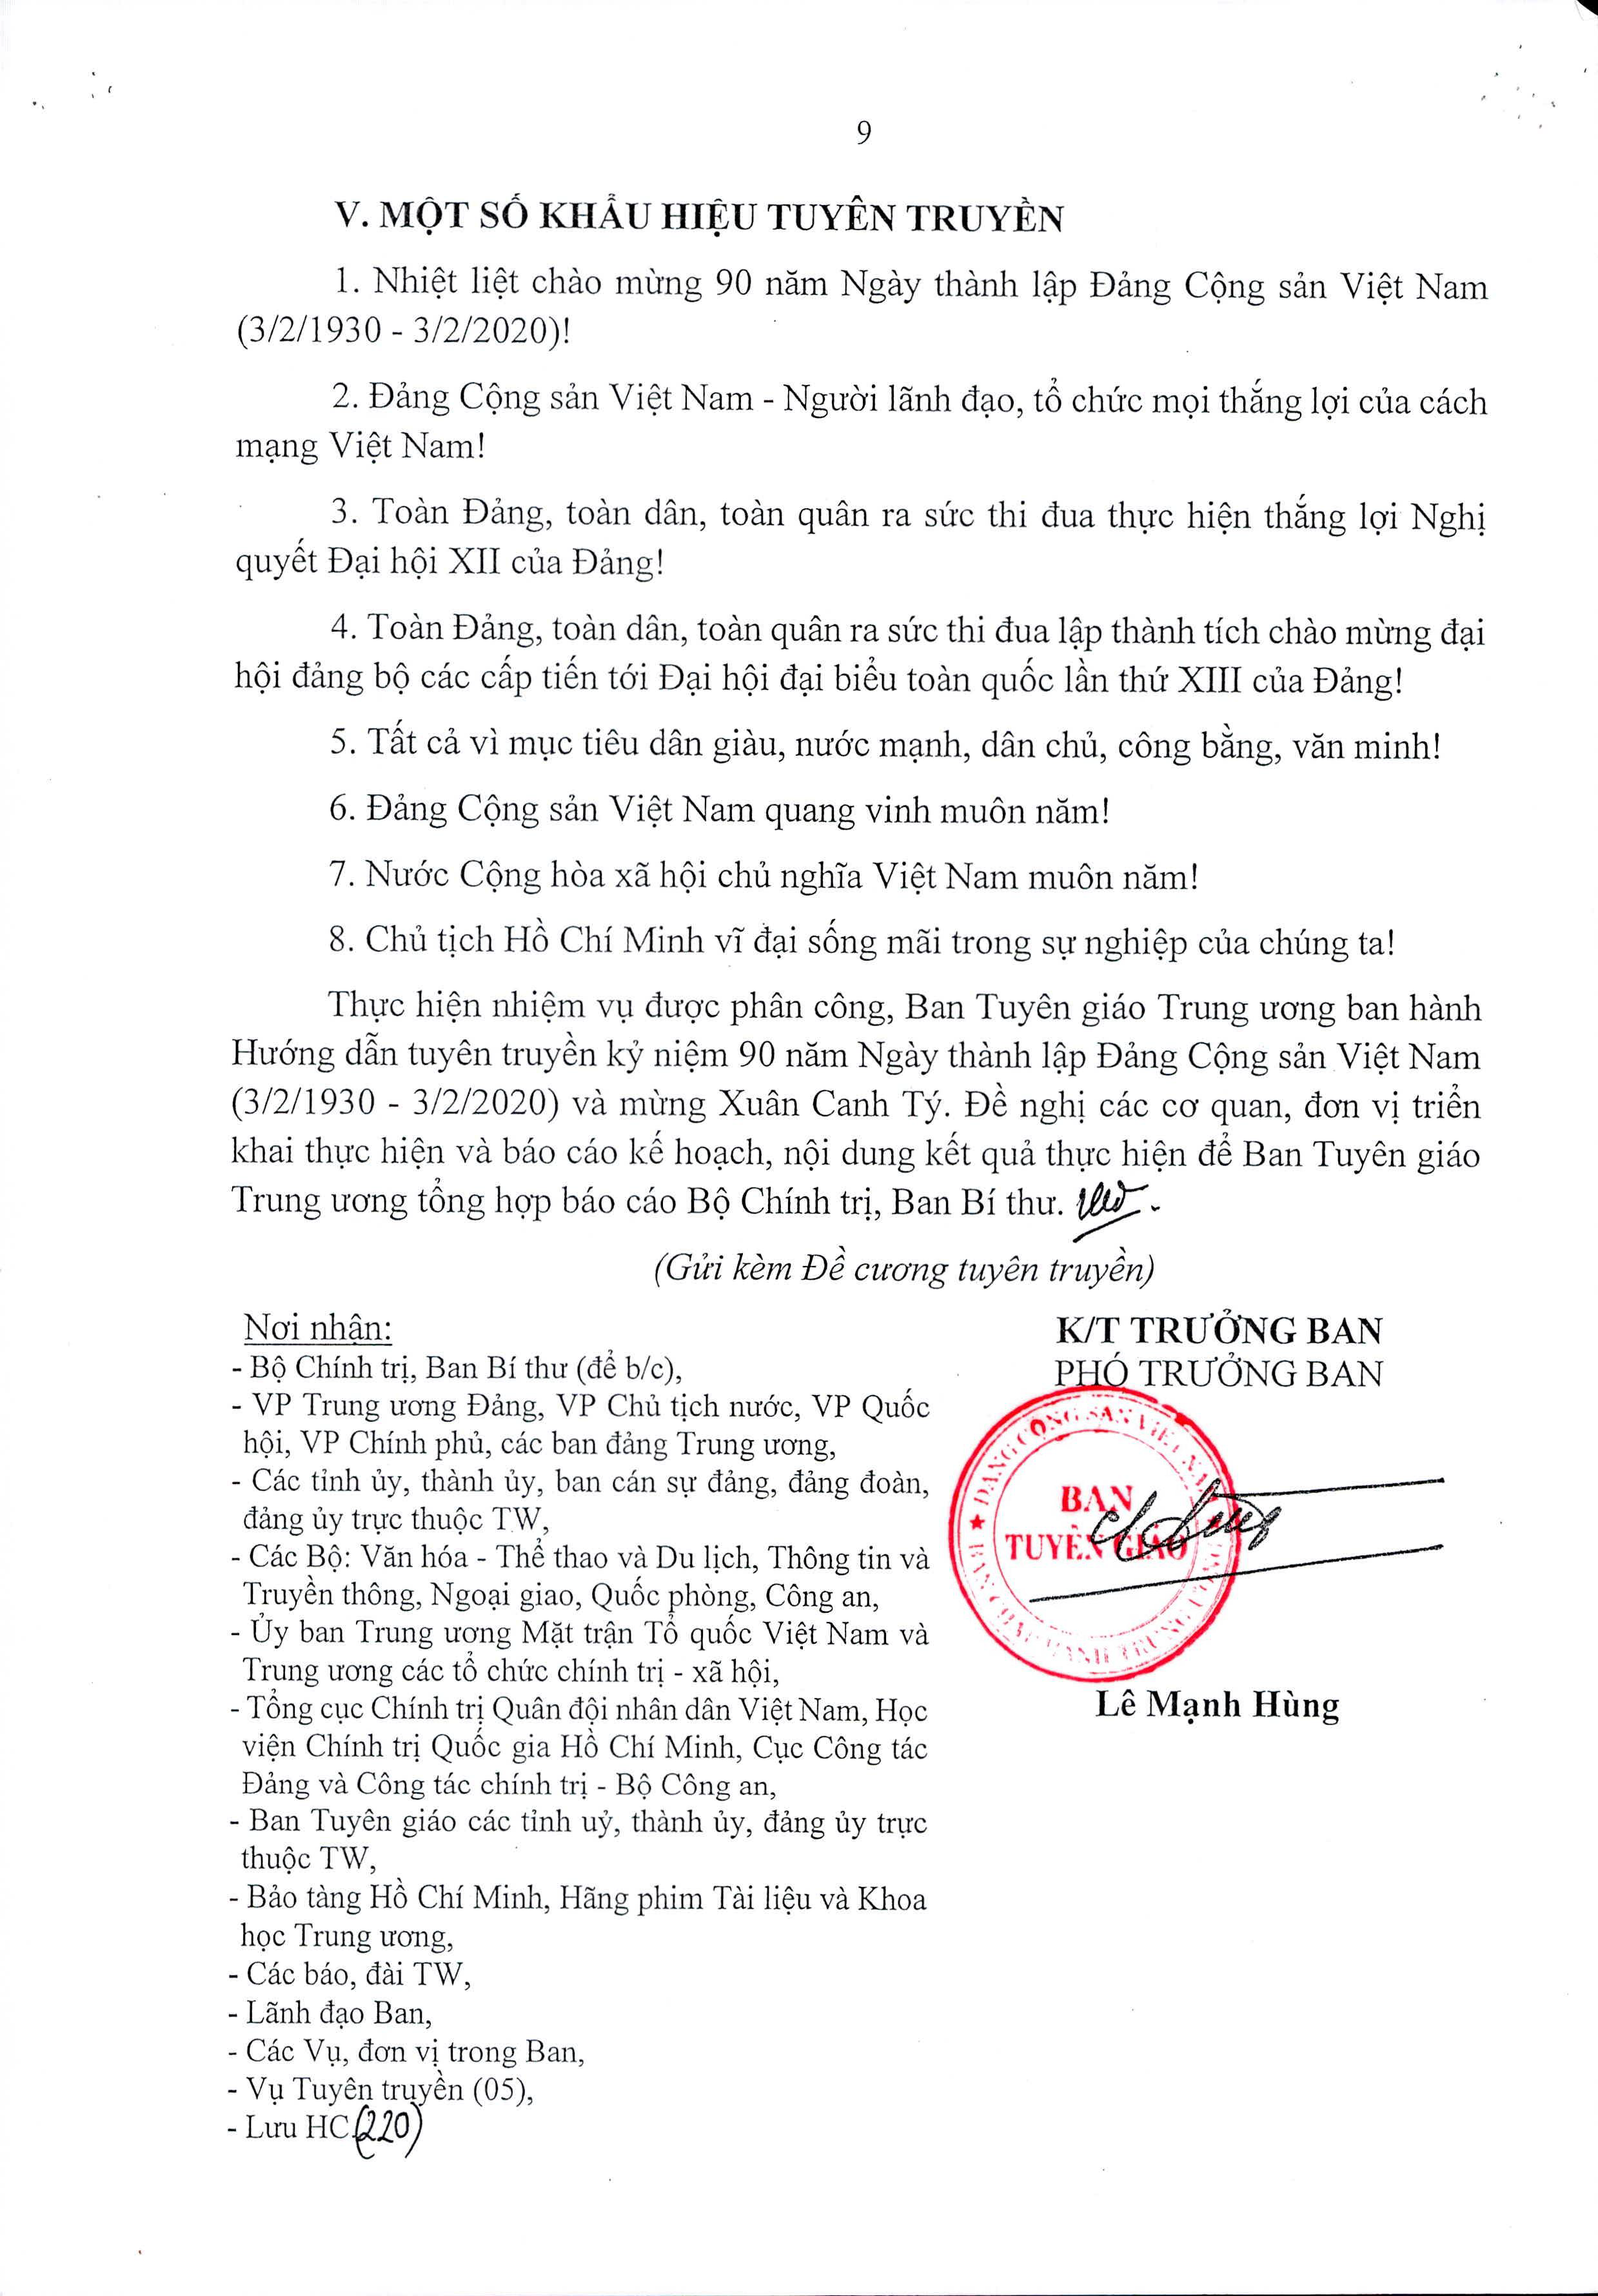 9
V. MỘT SỐ KHẨU HIỆU TUYÊN TRUYỀN
1. Nhiệt liệt chào mừng 90 năm Ngày thành lập Đảng Cộng sản Việt Nam
(3/2/1930 - 3/2/2020)!
2. Đảng Cộng sản Việt Nam - Người lãnh đạo, tổ chức mọi thắng lợi của cách
mạng Việt Nam!
3. Toàn Đảng, toàn dân, toàn quân ra sức thi đua thực hiện thắng lợi Nghị
quyết Đại hội XII của Đảng!
4. Toàn Đảng, toàn dân, toàn quân ra sức thi đua lập thành tích chào mừng đại
hội đảng bộ các cấp tiến tới Đại hội đại biểu toàn quốc lần thứ XIII của Đảng!
5. Tất cả vì mục tiêu dân giàu, nước mạnh, dân chủ, công bằng, văn minh!
6. Đảng Cộng sản Việt Nam quang vinh muôn năm!
7. Nước Cộng hòa xã hội chủ nghĩa Việt Nam muôn năm!
8. Chủ tịch Hồ Chí Minh vĩ đại sống mãi trong sự nghiệp của chúng ta!
Thực hiện nhiệm vụ được phân công, Ban Tuyên giáo Trung ương ban hành
Hướng dẫn tuyên truyền kỷ niệm 90 năm Ngày thành lập Đảng Cộng sản Việt Nam
(3/2/1930 - 3/2/2020) và mừng Xuân Canh Tý. Đề nghị các cơ quan, đơn vị triển
khai thực hiện và báo cáo kế hoạch, nội dung kết quả thực hiện để Ban Tuyên giáo
Trung ương tổng hợp báo cáo Bộ Chính trị, Ban Bí thư.
(Gửi kèm Đề cương tuyên truyền)
Nơi nhận:
- Bộ Chính trị, Ban Bí thư (để b/c),
- VP Trung ương Đảng, VP Chủ tịch nước, VP Quốc
hội, VP Chính phủ, các ban đảng Trung ương,
- Các tỉnh ủy, thành ủy, ban cán sự đảng, đảng đoàn,
đảng ủy trực thuộc TW,
- Các Bộ: Văn hóa - Thể thao và Du lịch, Thông tin và
Truyền thông, Ngoại giao, Quốc phòng, Công an,
- Ủy ban Trung ương Mặt trận Tổ quốc Việt Nam và
Trung ương các tổ chức chính trị - xã hội,
- Tổng cục Chính trị Quân đội nhân dân Việt Nam, Học
viện Chính trị Quốc gia Hồ Chí Minh, Cục Công tác
Đảng và Công tác chính trị - Bộ Công an,
- Ban Tuyên giáo các tỉnh uỷ, thành ủy, đảng ủy trực
thuộc TW,
- Bảo tàng Hồ Chí Minh, Hãng phim Tài liệu và Khoa
học Trung ương,
- Các báo, đài TW,
- Lãnh đạo Ban,
- Các Vụ, đơn vị trong Ban,
- Vụ Tuyên truyền (05),
- Lưu HC (220)
K/T TRƯỞNG BAN
PHÓ TRƯỞNG BAN
ĐẢNG CỘNG SẢN VIỆT NAM
BAN
TUYÊN GIÁO
BAN CHẤP HÀNH TRUNG ƯƠNG
Lê Mạnh Hùng